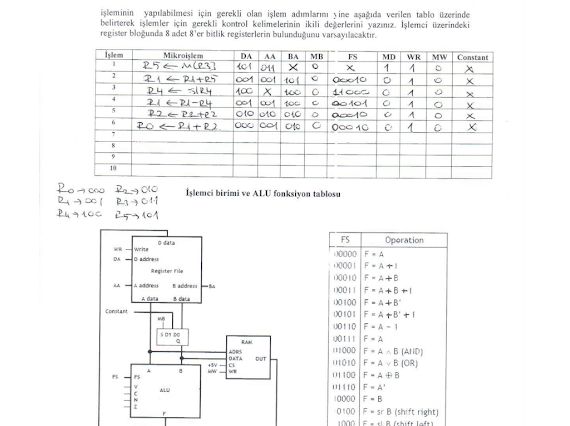 işleminin yapılabilmesi için gerekli olan işlem adımlarını yine aşağıda verilen tablo üzerinde
belirterek işlemler için gerekli kontrol kelimelerinin ikili değerlerini yazınız. İşlemci üzerindeki
register bloğunda 8 adet 8'er bitlik registerlerin bulunduğunu varsayılacaktır.
İşlem Mikroişlem DA AA BA MB FS MD WR MW Constant
1 R5 ← M[R3] 101 011 X 0 X 1 1 0 X
2 R1 ← R1+R5 001 001 101 0 00010 0 1 0 X
3 R4 ← slR4 100 X 100 0 11000 0 1 0 X
4 R1 ← R1-R4 001 001 100 0 00101 0 1 0 X
5 R2 ← R2+R2 010 010 010 0 00010 0 1 0 X
6 R0 ← R1+R2 000 001 010 0 00010 0 1 0 X
7
8
9
10
R0→000 R2→010
R1→001 R3→011
R4→100 R5→101
İşlemci birimi ve ALU fonksiyon tablosu
D data
WR Write
DA D address
Register File
AA A address B address BA
A data B data
Constant
MB
S D1 D0
Q
RAM
ADRS
DATA OUT
+5V CS
MW WR
A B
FS FS
V
C
N
Z
ALU
F
FS Operation
00000 F = A
00001 F = A + 1
00010 F = A + B
00011 F = A + B + 1
00100 F = A + B'
00101 F = A + B' + 1
00110 F = A - 1
00111 F = A
01000 F = A ∧ B (AND)
01010 F = A ∨ B (OR)
01100 F = A ⊕ B
01110 F = A'
10000 F = B
10100 F = sr B (shift right)
11000 F = sl B (shift left)